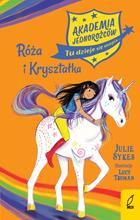 AKADEMIA
JEDNOROŻCÓW
Tu dzieje się magia!
Róża
i Kryształka
JULIE
SYKES
Ilustracje
LUCY
TRUMAN